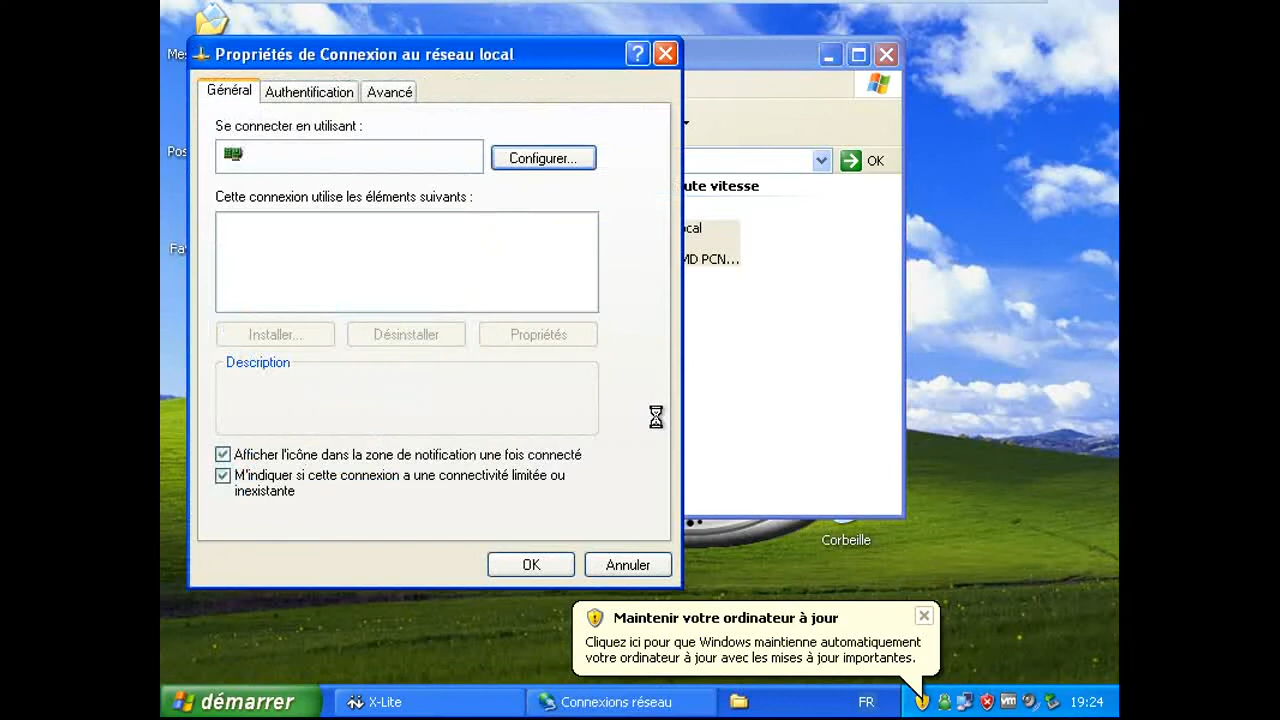 Mes
Propriétés de Connexion au réseau local
Général
Authentification
Avancé
Se connecter en utilisant :
Configurer...
OK
Pos
Cette connexion utilise les éléments suivants :
ute vitesse
Fa
cal
MD PCN...
Installer...
Désinstaller
Propriétés
Description
Afficher l'icône dans la zone de notification une fois connecté
M'indiquer si cette connexion a une connectivité limitée ou
inexistante
Corbeille
OK
Annuler
Maintenir votre ordinateur à jour
Cliquez ici pour que Windows maintienne automatiquement
votre ordinateur à jour avec les mises à jour importantes.
démarrer
X-Lite
Connexions réseau
FR
19:24